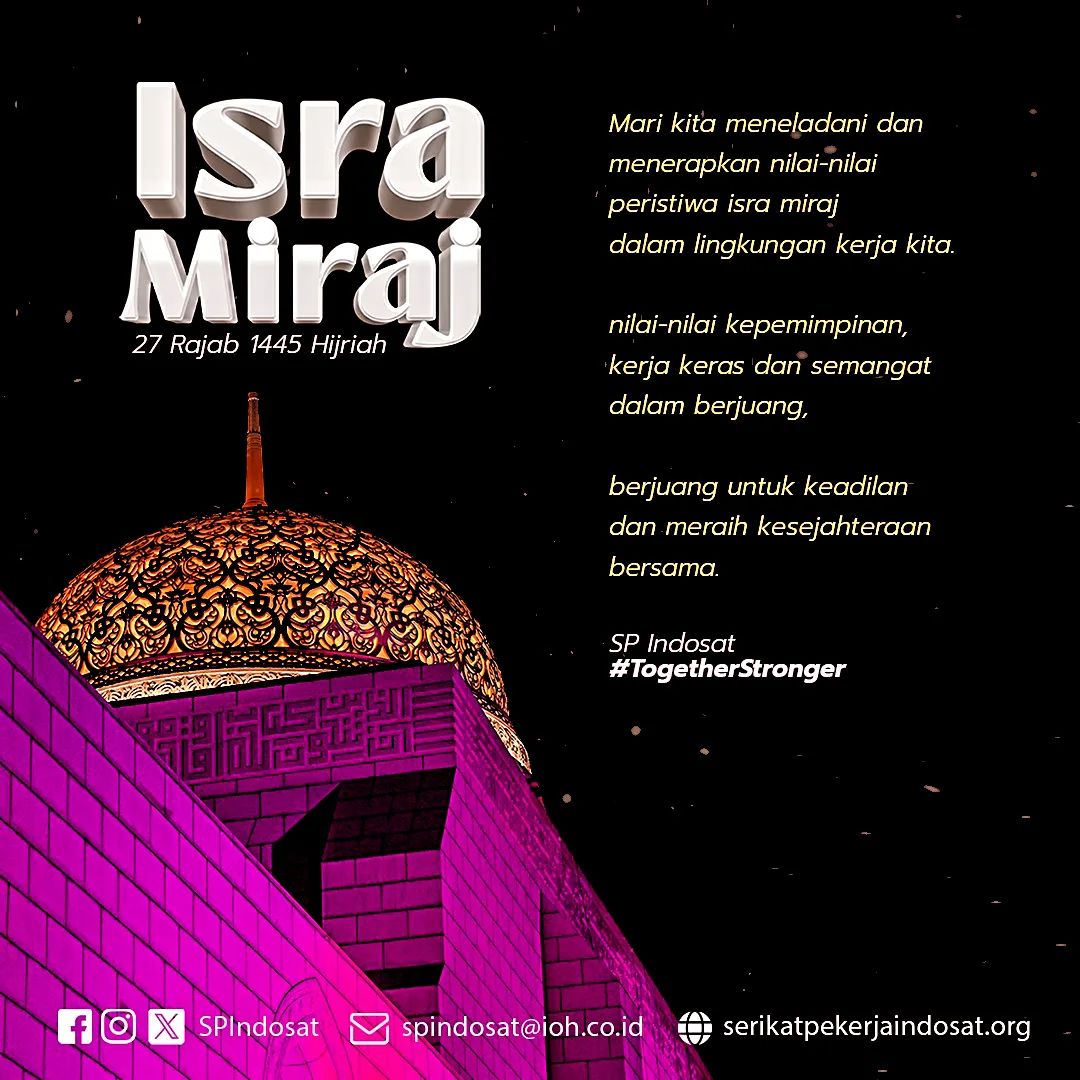 Isra
Miraj
27 Rajab 1445 Hijriah
Mari kita meneladani dan
menerapkan nilai-nilai
peristiwa isra miraj
dalam lingkungan kerja kita.
nilai-nilai kepemimpinan,
kerja keras dan semangat
dalam berjuang,
berjuang untuk keadilan
dan meraih kesejahteraan
bersama.
SP Indosat
#TogetherStronger
SPIndosat
spindosat@ioh.co.id
serikatpekerjaindosat.org